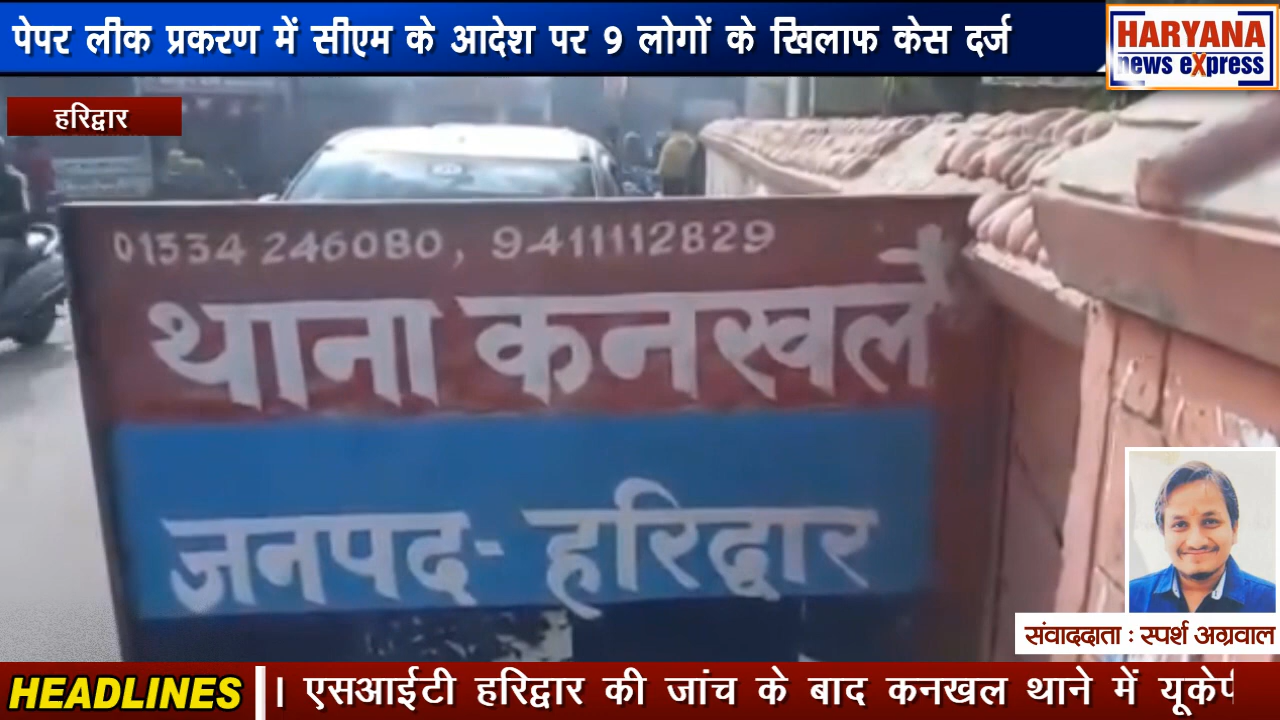 पेपर लीक प्रकरण में सीएम के आदेश पर 9 लोगों के खिलाफ केस दर्ज
HARYANA
news eXpress
हरिद्वार
01334 246080, 9411112829
थाना कनखल
जनपद- हरिद्वार
संवाददाता : स्पर्श अग्रवाल
HEADLINES
। एसआईटी हरिद्वार की जांच के बाद कनखल थाने में